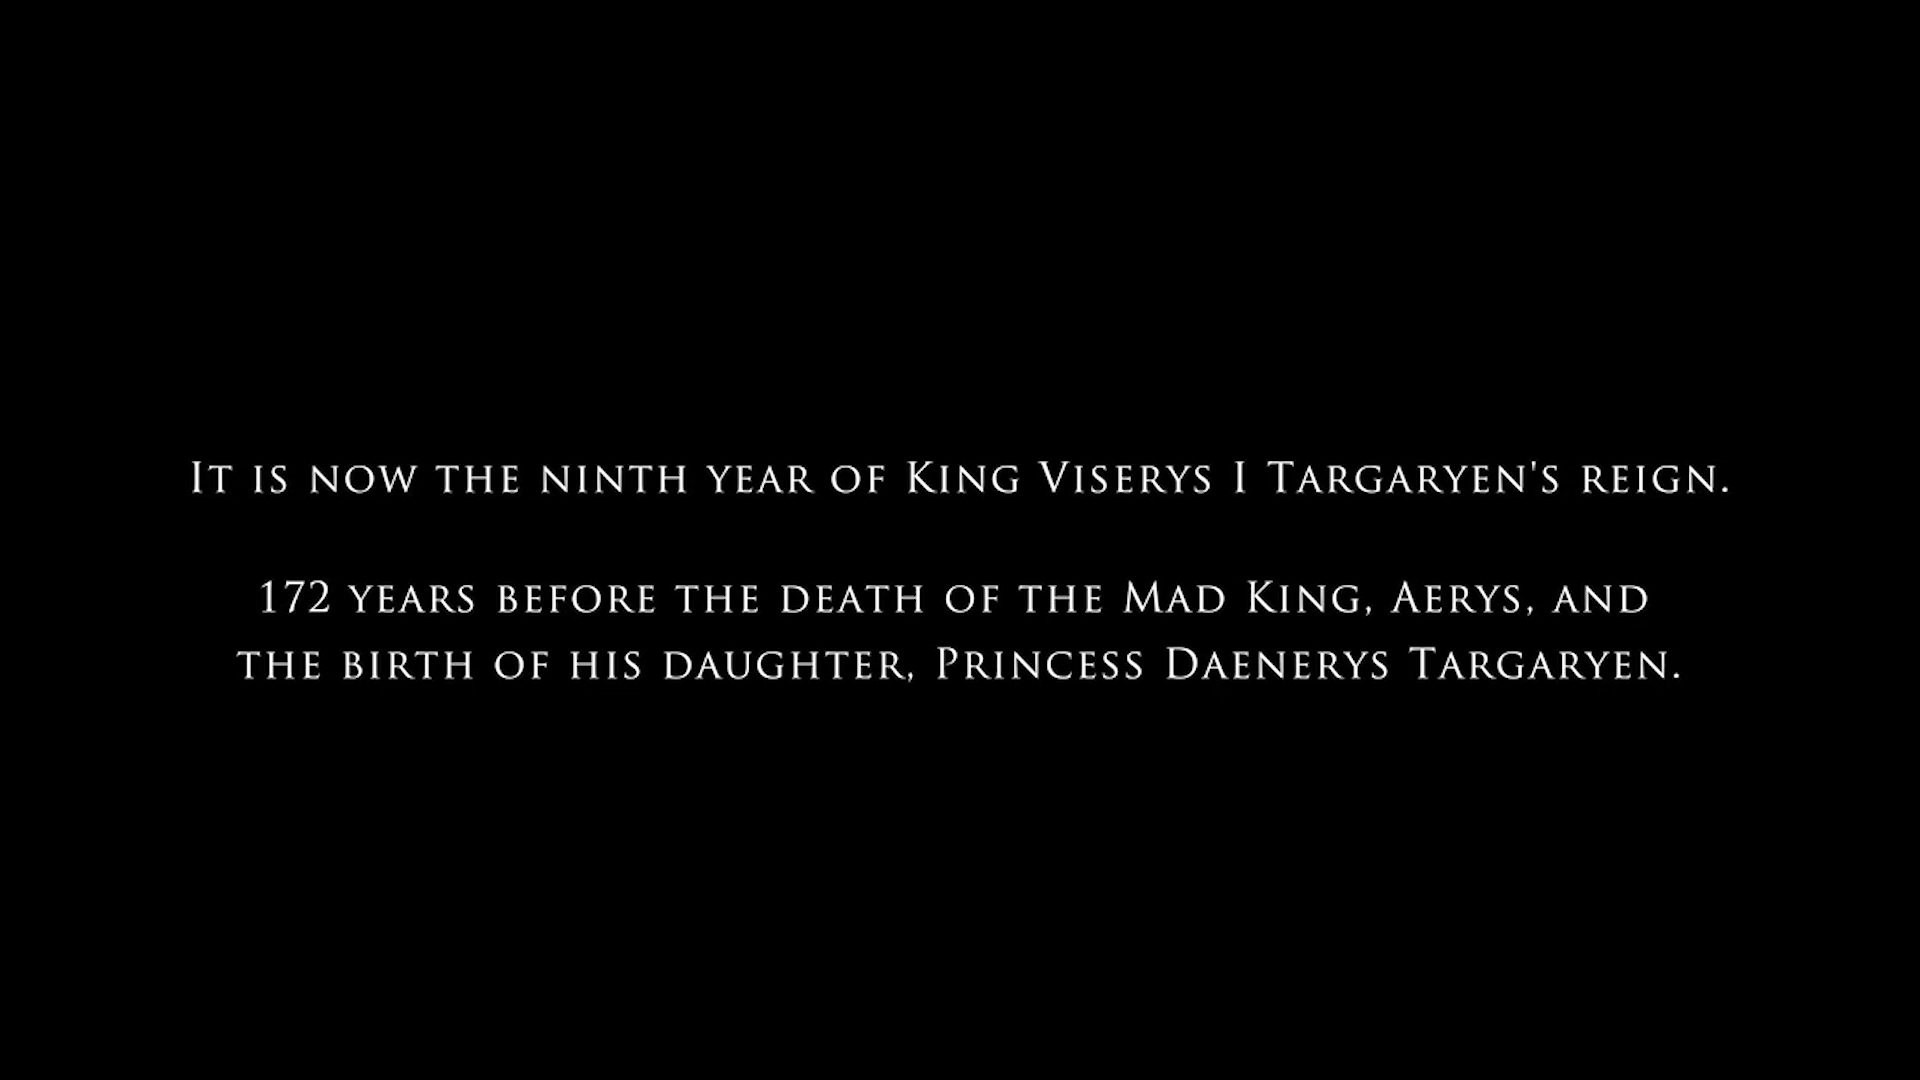 It is now the ninth year of King Viserys I Targaryen's reign.
172 years before the death of the Mad King, Aerys, and
the birth of his daughter, Princess Daenerys Targaryen.